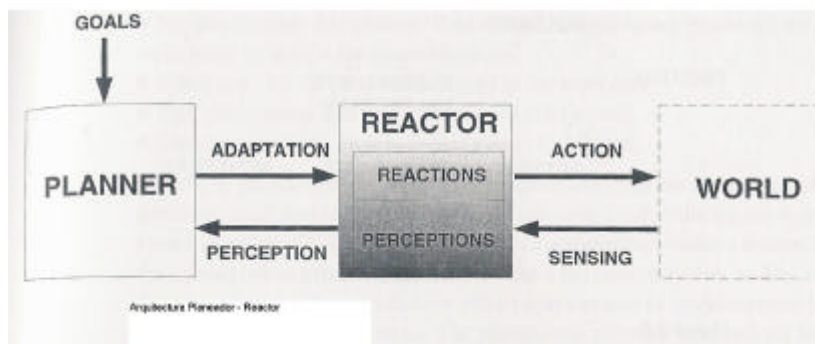 GOALS
PLANNER
ADAPTATION
PERCEPTION
REACTOR
REACTIONS
PERCEPTIONS
ACTION
SENSING
WORLD
Arquitectura Planeador - Reactor